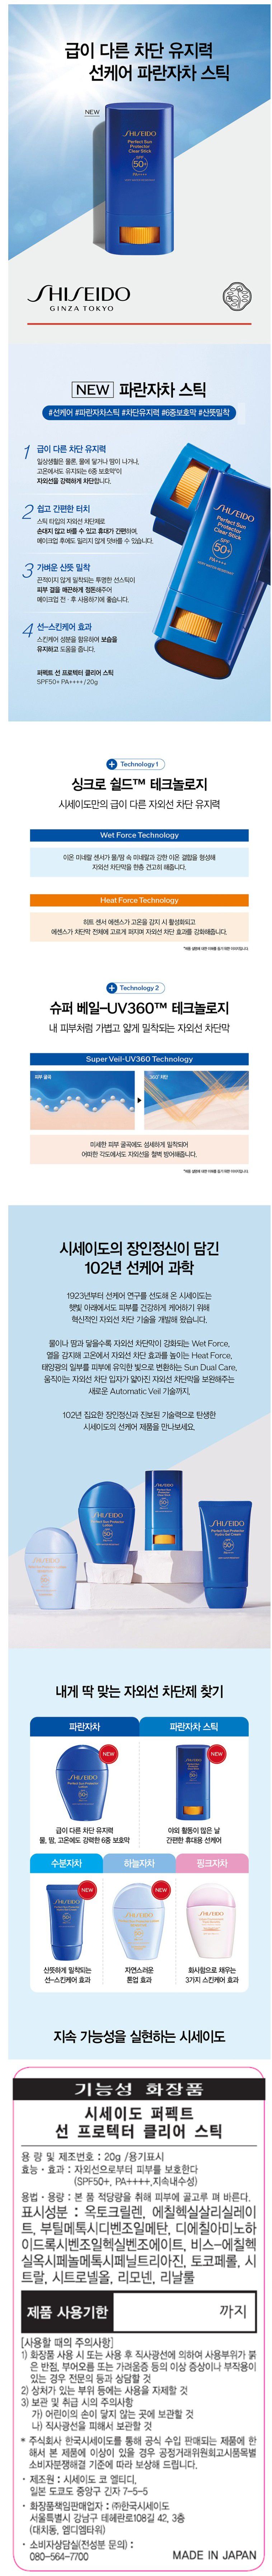 급이 다른 차단 유지력
선케어 파란자차 스틱
NEW
SHISEIDO
Perfect Sun
Protector
Clear Stick
SPF
50+
PA++++
SHISEIDO
GINZA TOKYO
NEW 파란자차 스틱
#선케어 #파란자차스틱 #차단유지력 #6중보호막 #산뜻밀착
1 급이 다른 차단 유지력
일상생활은 물론, 물에 닿거나 땀이 나거나,
고온에서도 유지되는 6중 보호막*이
자외선을 강력하게 차단합니다.
2 쉽고 간편한 터치
스틱 타입의 자외선 차단제로
손대지 않고 바를 수 있고 휴대가 간편하며,
메이크업 후에도 밀리지 않게 덧바를 수 있습니다.
3 가벼운 산뜻 밀착
끈적이지 않게 밀착되는 투명한 선스틱이
피부 결을 매끈하게 정돈해주어
메이크업 전·후 사용하기에 좋습니다.
4 선-스킨케어 효과
스킨케어 성분을 함유하여 보습을
유지하고 도움을 줍니다.
퍼펙트 선 프로텍터 클리어 스틱
SPF50+ PA++++ / 20g
SHISEIDO
Perfect Sun
Protector
Clear Stick
SPF
50+
PA++++
VERY WATER RESISTANT
Technology 1
싱크로 쉴드™ 테크놀로지
시세이도만의 급이 다른 자외선 차단 유지력
Wet Force Technology
이온 미네랄 센서가 물/땀 속 미네랄과 강한 이온 결합을 형성해
자외선 차단막을 한층 견고히 해줍니다.
Heat Force Technology
히트 센서 에센스가 고온을 감지 시 활성화되고
에센스가 차단막 전체에 고르게 퍼지며 자외선 차단 효과를 강화해줍니다.
*제품 설명에 대한 이해를 돕기 위한 이미지입니다.
Technology 2
슈퍼 베일-UV360™ 테크놀로지
내 피부처럼 가볍고 얇게 밀착되는 자외선 차단막
Super Veil-UV360 Technology
피부 굴곡
360° 차단
미세한 피부 굴곡에도 섬세하게 밀착되어
어떠한 각도에서도 자외선을 철벽 방어해줍니다.
*제품 설명에 대한 이해를 돕기 위한 이미지입니다.
시세이도의 장인정신이 담긴
102년 선케어 과학
1923년부터 선케어 연구를 선도해 온 시세이도는
햇빛 아래에서도 피부를 건강하게 케어하기 위해
혁신적인 자외선 차단 기술을 개발해 왔습니다.
물이나 땀과 닿을수록 자외선 차단막이 강화되는 Wet Force,
열을 감지해 고온에서 자외선 차단 효과를 높이는 Heat Force,
태양광의 일부를 피부에 유익한 빛으로 변환하는 Sun Dual Care,
움직이는 자외선 차단 입자가 얇아진 자외선 차단막을 보완해주는
새로운 Automatic Veil 기술까지,
102년 집요한 장인정신과 진보된 기술력으로 탄생한
시세이도의 선케어 제품을 만나보세요.
SHISEIDO
Perfect Sun Protector
Lotion
50+
SHISEIDO
50+
SHISEIDO
Perfect Sun Protector
Hydro Gel Cream
50+
SHISEIDO
50+
내게 딱 맞는 자외선 차단제 찾기
파란자차
파란자차 스틱
NEW
NEW
급이 다른 차단 유지력
물, 땀, 고온에도 강력한 6중 보호막
야외 활동이 많은 날
간편한 휴대용 선케어
수분자차
하늘자차
핑크자차
NEW
NEW
산뜻하게 밀착되는
선-스킨케어 효과
자연스러운
톤업 효과
화사함으로 채우는
3가지 스킨케어 효과
지속 가능성을 실현하는 시세이도
기능성 화장품
시세이도 퍼펙트
선 프로텍터 클리어 스틱
용 량 및 제조번호 : 20g /용기표시
효능·효과 : 자외선으로부터 피부를 보호한다
(SPF50+, PA++++,지속내수성)
용법·용량 : 본 품 적당량을 취해 피부에 골고루 펴 바른다.
표시성분 : 옥토크릴렌, 에칠헥실살리실레이
트, 부틸메톡시디벤조일메탄, 디에칠아미노하
이드록시벤조일헥실벤조에이트, 비스-에칠헥
실옥시페놀메톡시페닐트리아진, 토코페롤, 시
트랄, 시트로넬올, 리모넨, 리날룰
제품 사용기한
까지
[사용할 때의 주의사항]
1) 화장품 사용 시 또는 사용 후 직사광선에 의하여 사용부위가 붉
은 반점, 부어오름 또는 가려움증 등의 이상 증상이나 부작용이
있는 경우 전문의 등과 상담할 것
2) 상처가 있는 부위 등에는 사용을 자제할 것
3) 보관 및 취급 시의 주의사항
가) 어린이의 손이 닿지 않는 곳에 보관할 것
나) 직사광선을 피해서 보관할 것
* 주식회사 한국시세이도를 통해 공식 수입 판매되는 제품에 한
해서 본 제품에 이상이 있을 경우 공정거래위원회고시품목별
소비자분쟁해결 기준에 따라 보상해 드립니다.
· 제조원 : 시세이도 코 엘티디,
일본 도쿄도 중앙구 긴자 7-5-5
· 화장품책임판매업자 : ㈜한국시세이도
서울특별시 강남구 테헤란로108길 42, 3층
(대치동, 엠디엠타워)
· 소비자상담실(전성분 문의) :
080-564-7700
MADE IN JAPAN